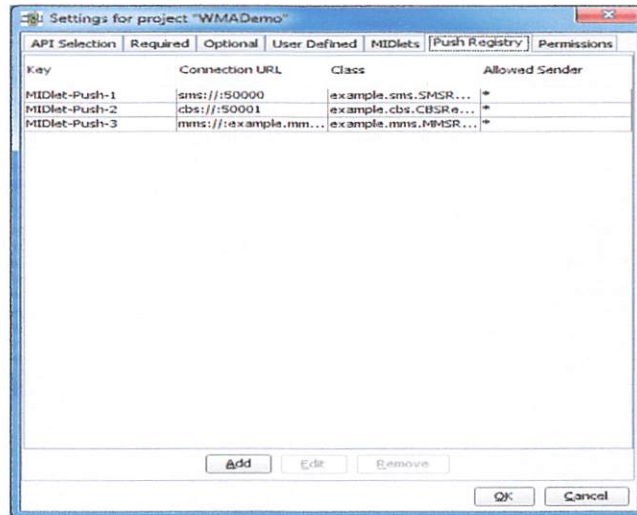 Settings for project "WMADemo"
API Selection Required Optional User Defined MIDlets Push Registry Permissions
Key Connection URL Class Allowed Sender
MIDlet-Push-1 sms://:50000 example.sms.SMSR... *
MIDlet-Push-2 cbs://:50001 example.cbs.CBSRe... *
MIDlet-Push-3 mms://:example.mm... example.mms.MMSR... *
Add Edit Remove
OK Cancel